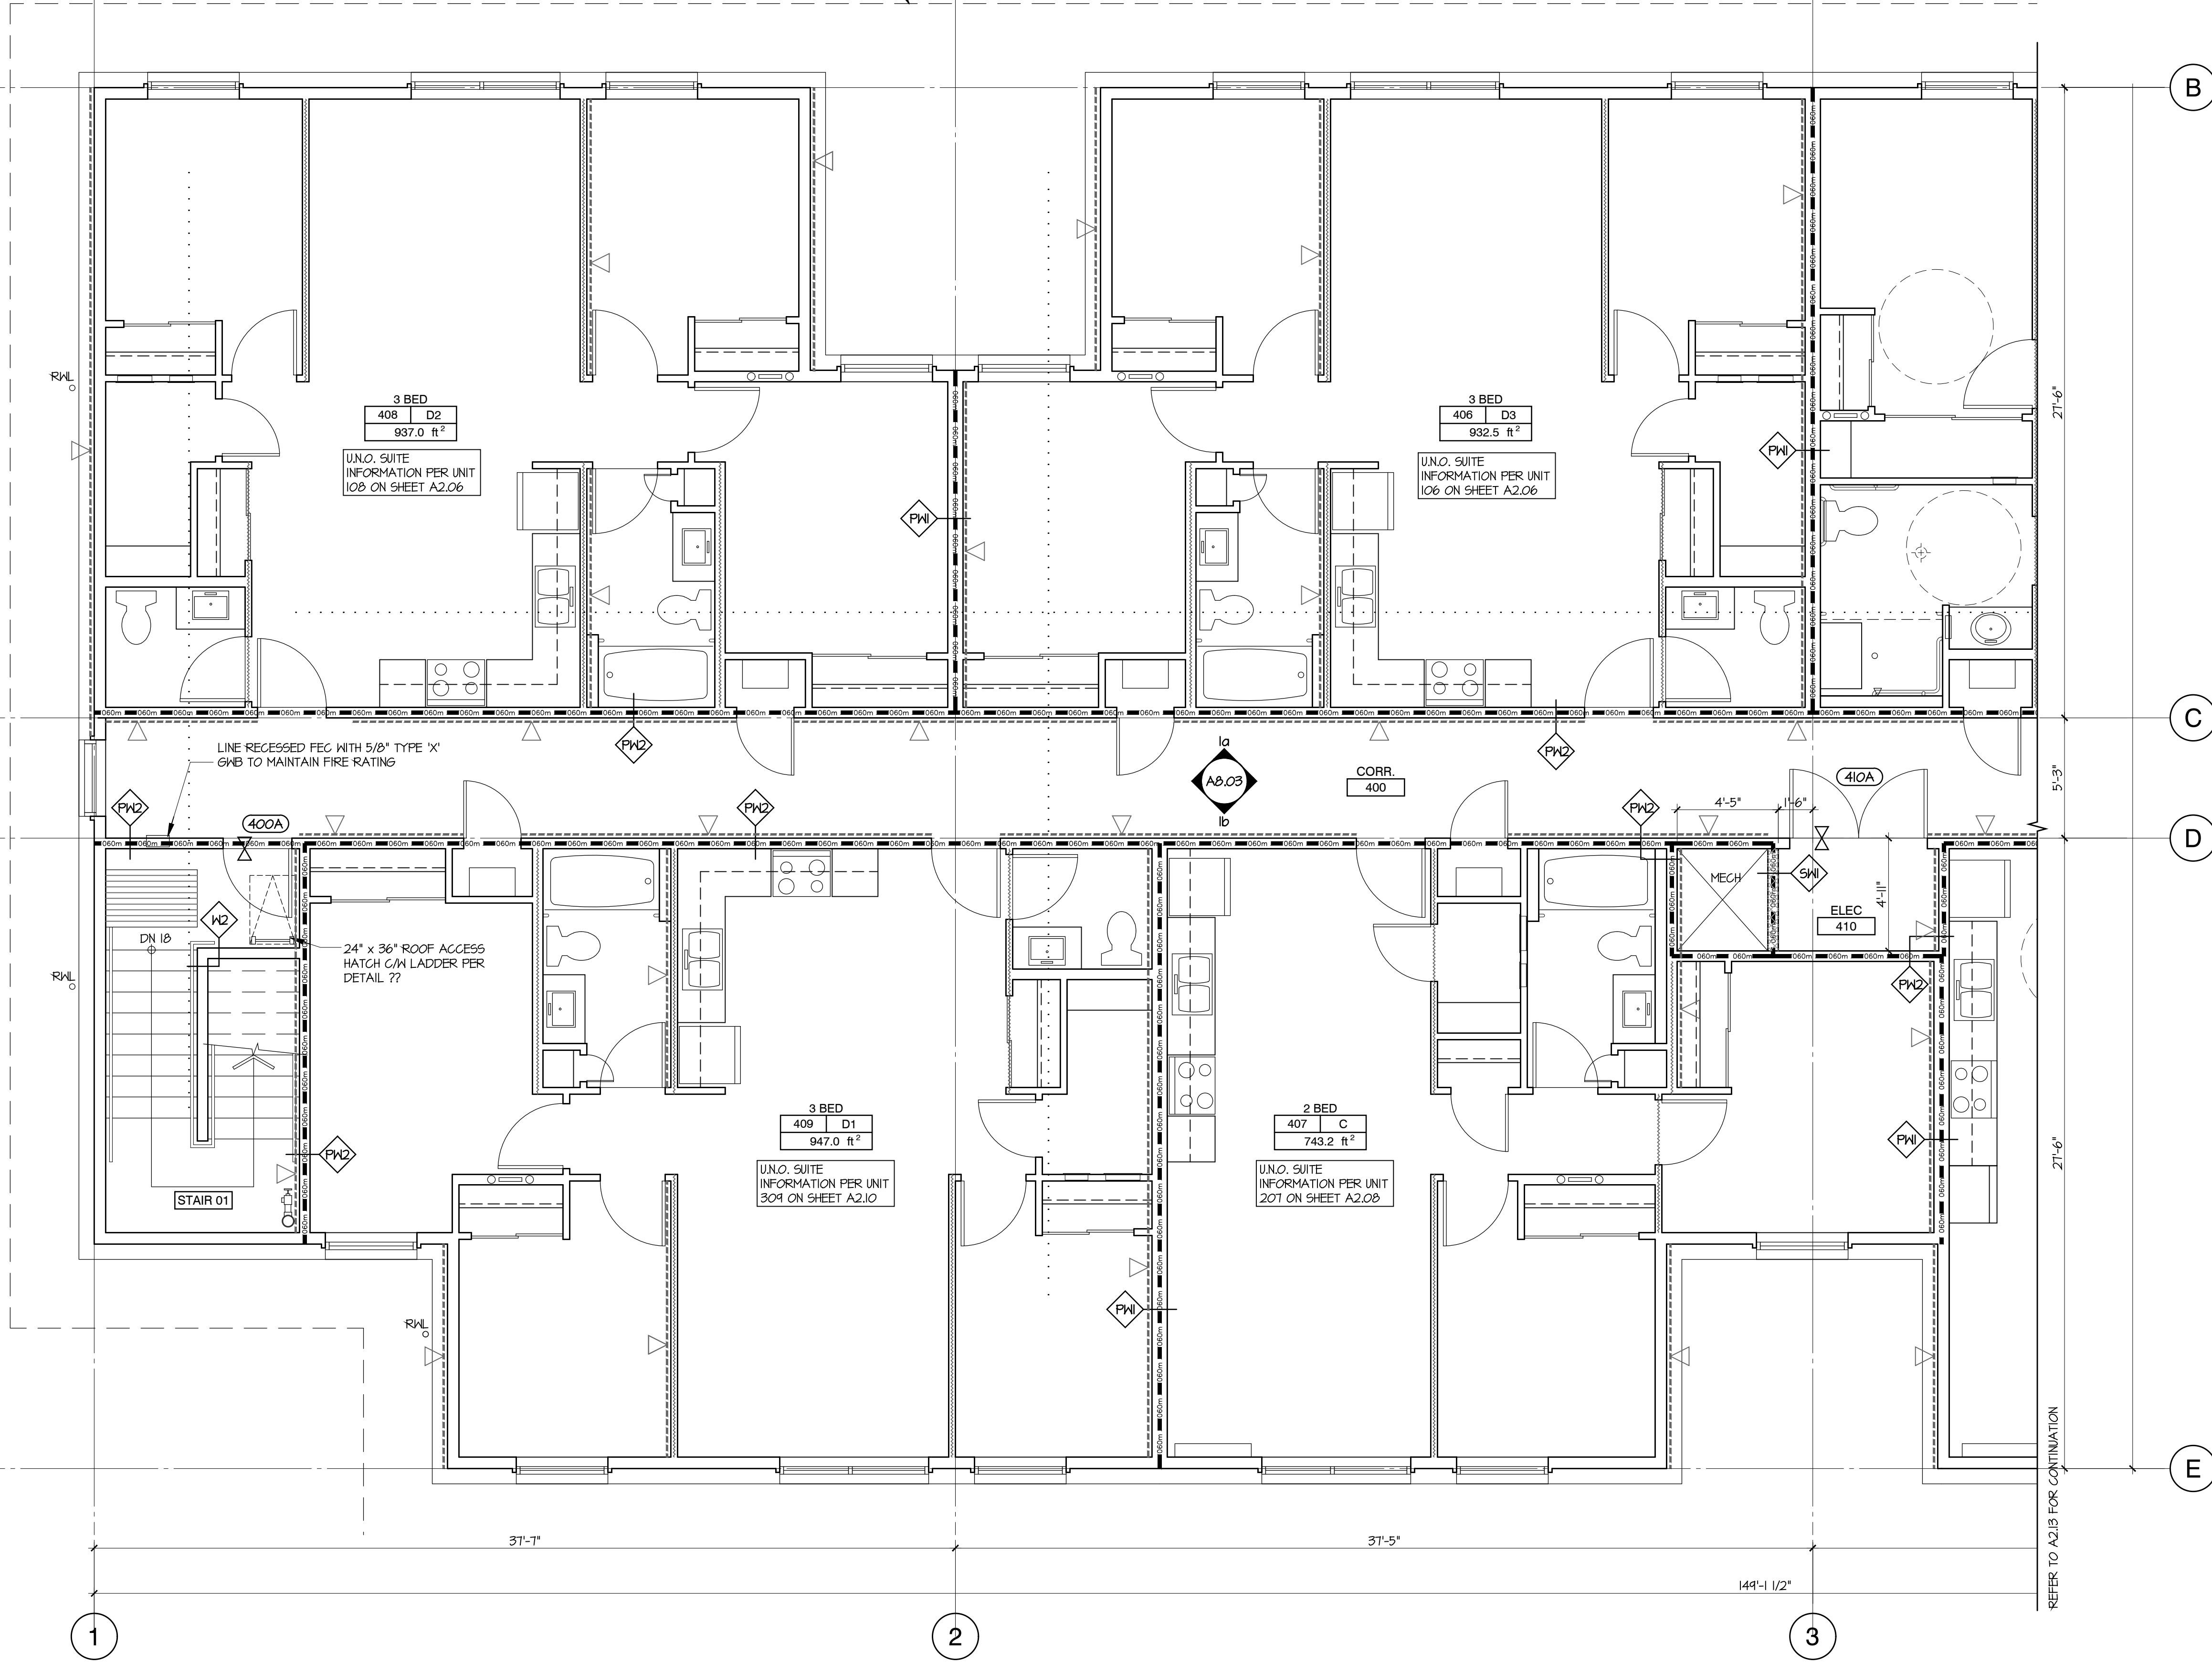 B
RWL
3 BED
408 D2
937.0 ft²
U.N.O. SUITE
INFORMATION PER UNIT
108 ON SHEET A2.06
3 BED
406 D3
932.5 ft²
U.N.O. SUITE
INFORMATION PER UNIT
106 ON SHEET A2.06
27'-6"
PW1
PW1
060m
C
LINE RECESSED FEC WITH 5/8" TYPE 'X'
GWB TO MAINTAIN FIRE RATING
PW2
PW2
1a
A8.03
1b
CORR.
400
410A
5'-3"
PW2
400A
PW2
PW2
4'-5"
1'-6"
D
MECH
SW1
4'-11"
ELEC
410
W2
DN 18
24" x 36" ROOF ACCESS
HATCH C/W LADDER PER
DETAIL ??
RWL
PW2
3 BED
409 D1
947.0 ft²
U.N.O. SUITE
INFORMATION PER UNIT
309 ON SHEET A2.10
2 BED
407 C
743.2 ft²
U.N.O. SUITE
INFORMATION PER UNIT
207 ON SHEET A2.08
PW2
PW1
27'-6"
STAIR 01
PW1
RWL
E
REFER TO A2.13 FOR CONTINUATION
37'-7"
37'-5"
149'-1 1/2"
1
2
3